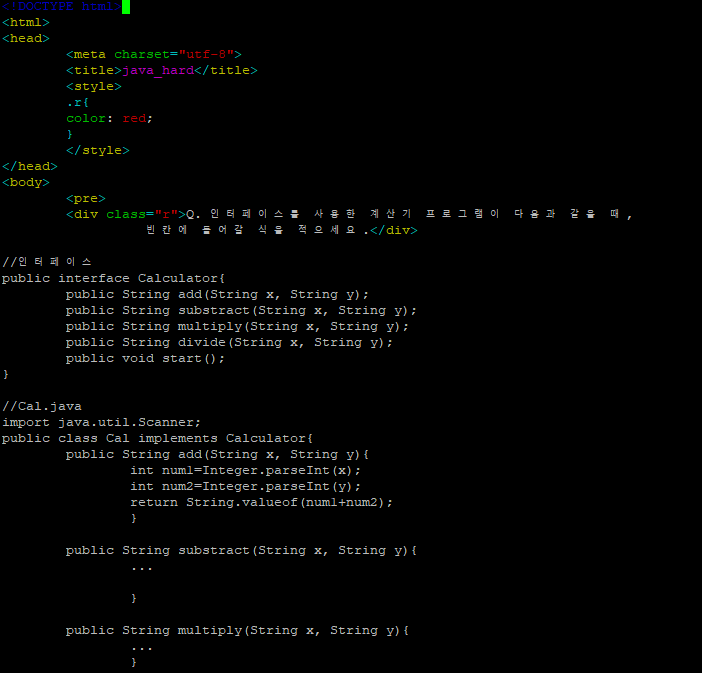 <!DOCTYPE html>
<html>
<head>
<meta charset="utf-8">
<title>java_hard</title>
<style>
.r{
color: red;
}
</style>
</head>
<body>
<pre>
<div class="r">Q. 인터페이스를 사용한 계산기 프로그램이 다음과 같을 때,
빈칸에 들어갈 식을 적으세요.</div>
//인터페이스
public interface Calculator{
public String add(String x, String y);
public String substract(String x, String y);
public String multiply(String x, String y);
public String divide(String x, String y);
public void start();
}
//Cal.java
import java.util.Scanner;
public class Cal implements Calculator{
public String add(String x, String y){
int num1=Integer.parseInt(x);
int num2=Integer.parseInt(y);
return String.valueof(num1+num2);
}
public String substract(String x, String y){
...
}
public String multiply(String x, String y){
...
}